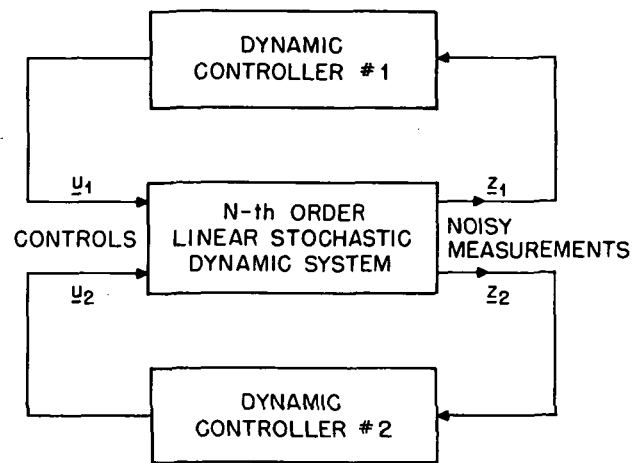 DYNAMIC
CONTROLLER #1
u1
z1
N-th ORDER
LINEAR STOCHASTIC
DYNAMIC SYSTEM
CONTROLS
NOISY
MEASUREMENTS
u2
z2
DYNAMIC
CONTROLLER #2